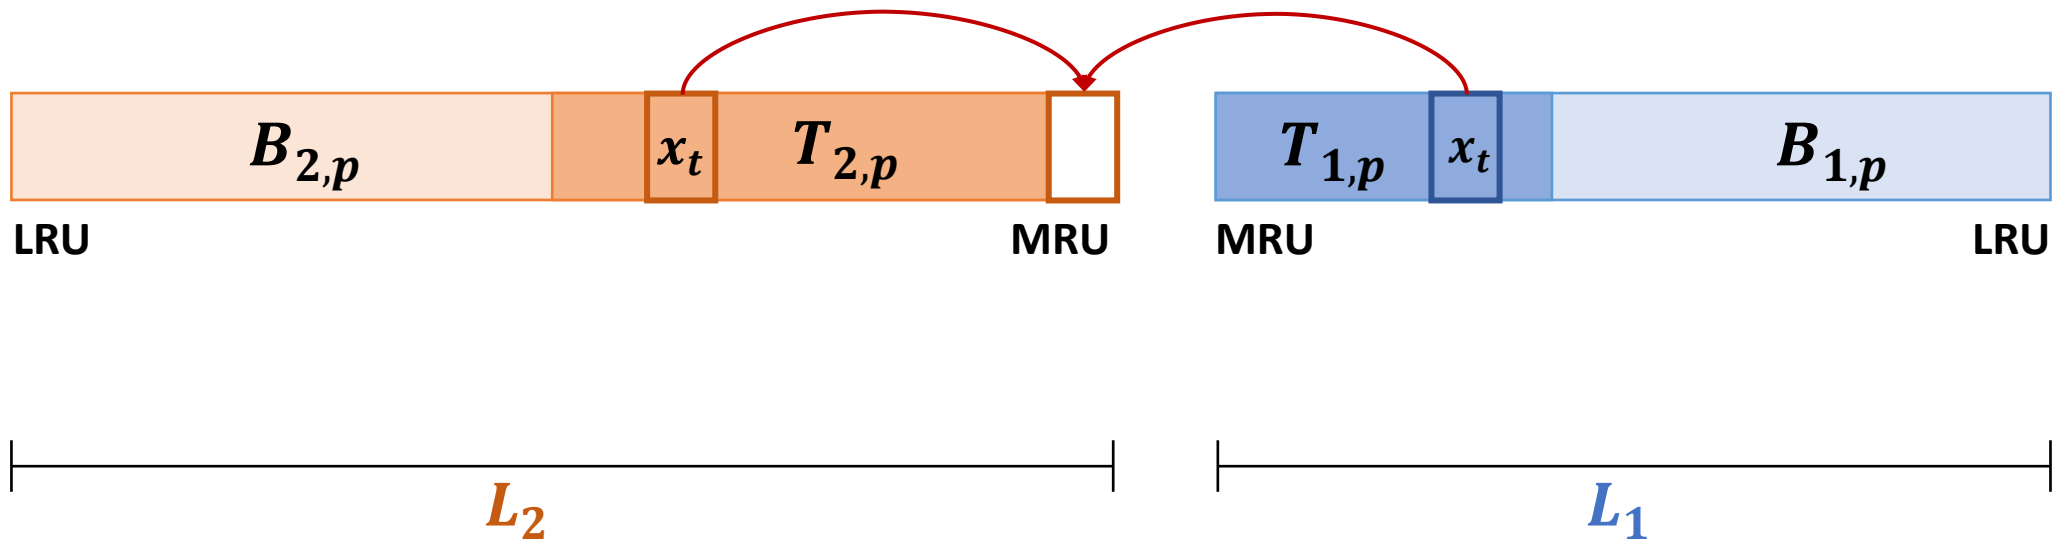 B2,p xt T2,p T1,p xt B1,p
LRU MRU MRU LRU
L2 L1